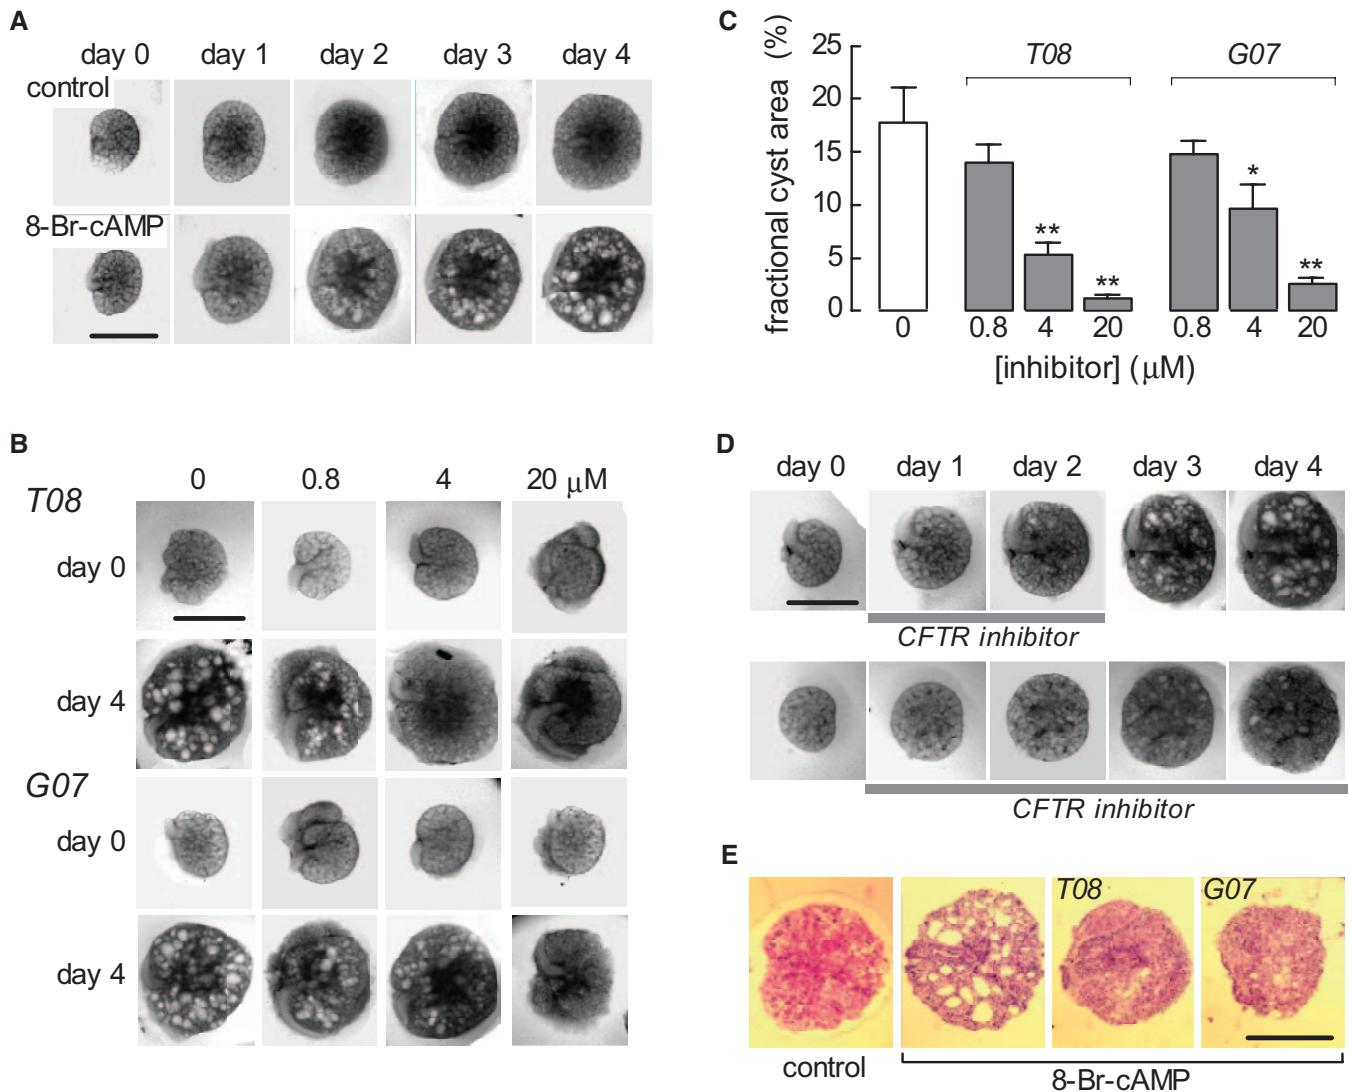 A
day 0 day 1 day 2 day 3 day 4
control
8-Br-cAMP
B
0 0.8 4 20 μM
T08
day 0
day 4
G07
day 0
day 4
C
fractional cyst area (%)
25
20
15
10
5
0
T08 G07
** ** * **
0 0.8 4 20 0.8 4 20
[inhibitor] (μM)
D
day 0 day 1 day 2 day 3 day 4
CFTR inhibitor
CFTR inhibitor
E
T08 G07
control
8-Br-cAMP